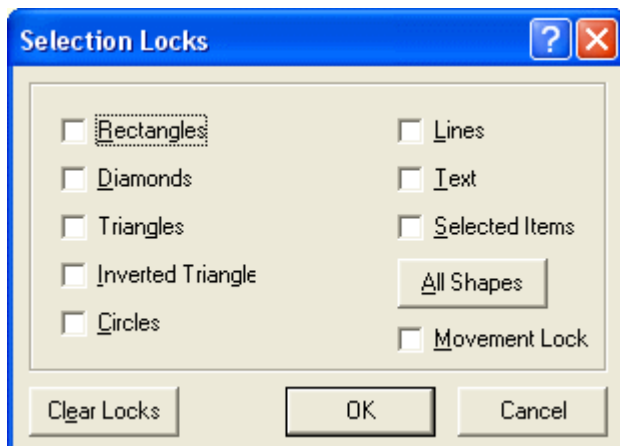 Selection Locks
?
Rectangles
Diamonds
Triangles
Inverted Triangle
Circles
Lines
Text
Selected Items
All Shapes
Movement Lock
Clear Locks
OK
Cancel